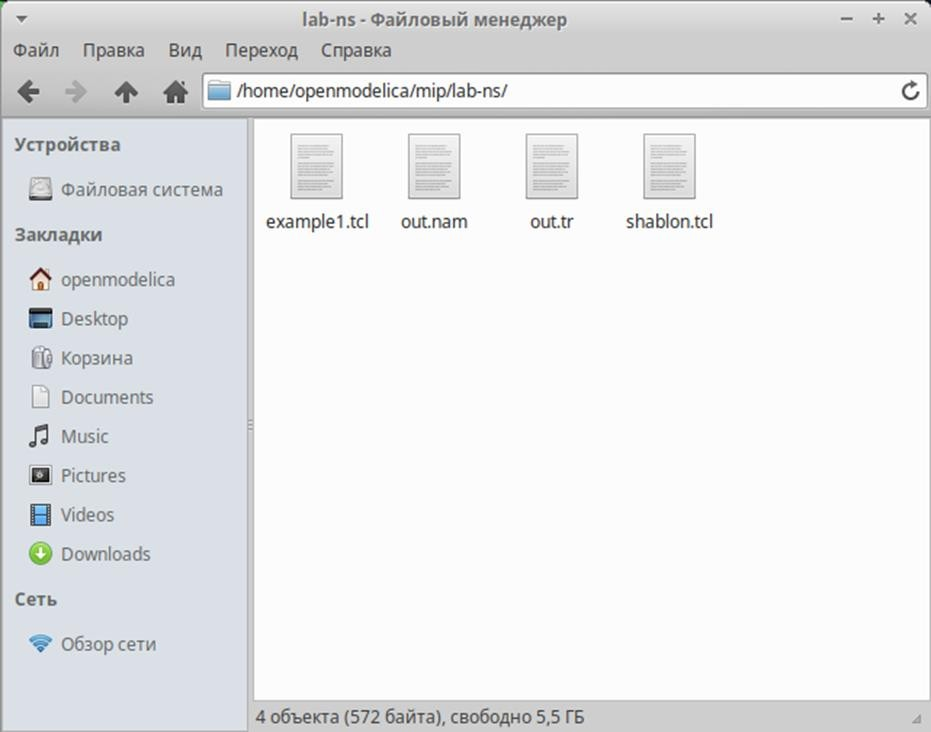 lab-ns - Файловый менеджер
Файл Правка Вид Переход Справка
/home/openmodelica/mip/lab-ns/
Устройства
Файловая система
Закладки
openmodelica
Desktop
Корзина
Documents
Music
Pictures
Videos
Downloads
Сеть
Обзор сети
example1.tcl out.nam out.tr shablon.tcl
4 объекта (572 байта), свободно 5,5 ГБ